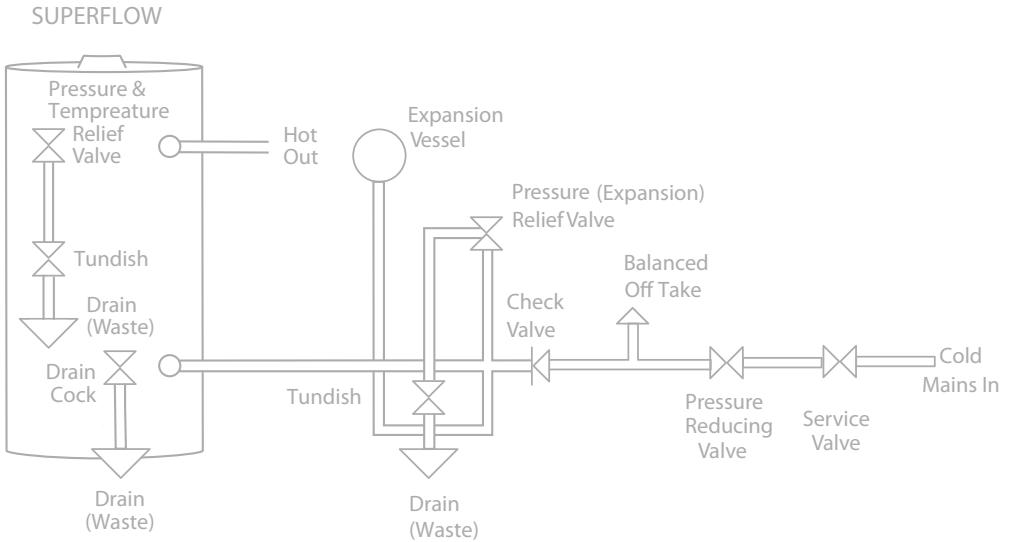 SUPERFLOW
Pressure &
Tempreature
Relief
Valve
Hot
Out
Expansion
Vessel
Pressure (Expansion)
Relief Valve
Tundish
Balanced
Off Take
Drain
(Waste)
Check
Valve
Drain
Cock
Cold
Mains In
Tundish
Pressure
Reducing
Valve
Service
Valve
Drain
(Waste)
Drain
(Waste)